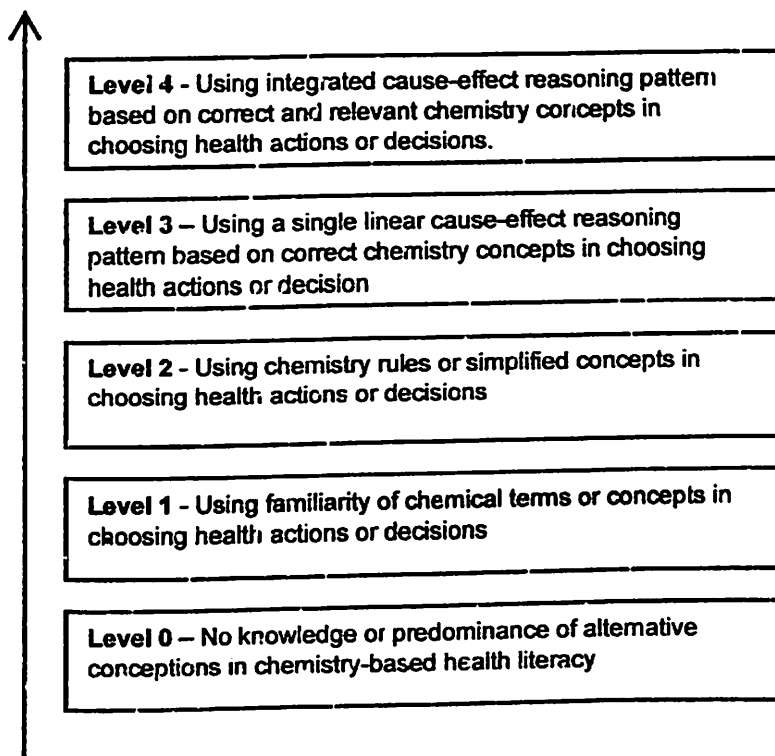 Level 4 - Using integrated cause-effect reasoning pattern
based on correct and relevant chemistry concepts in
choosing health actions or decisions.
Level 3 – Using a single linear cause-effect reasoning
pattern based on correct chemistry concepts in choosing
health actions or decision
Level 2 - Using chemistry rules or simplified concepts in
choosing health actions or decisions
Level 1 - Using familiarity of chemical terms or concepts in
choosing health actions or decisions
Level 0 – No knowledge or predominance of alternative
conceptions in chemistry-based health literacy